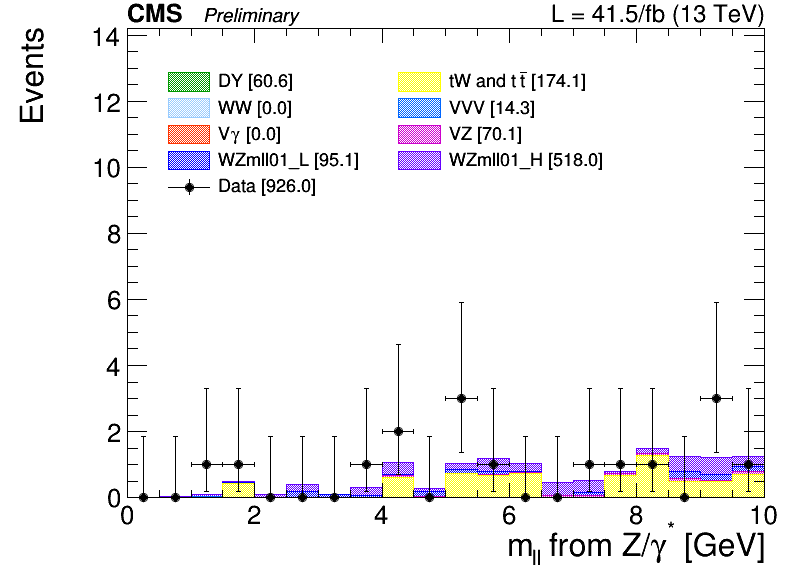 CMS Preliminary L = 41.5/fb (13 TeV)
Events
14
12
10
8
6
4
2
0
DY [60.6] tW and tt̅ [174.1]
WW [0.0] VVV [14.3]
Vγ [0.0] VZ [70.1]
WZmll01_L [95.1] WZmll01_H [518.0]
Data [926.0]
0 2 4 6 8 10
m_ll from Z/γ* [GeV]